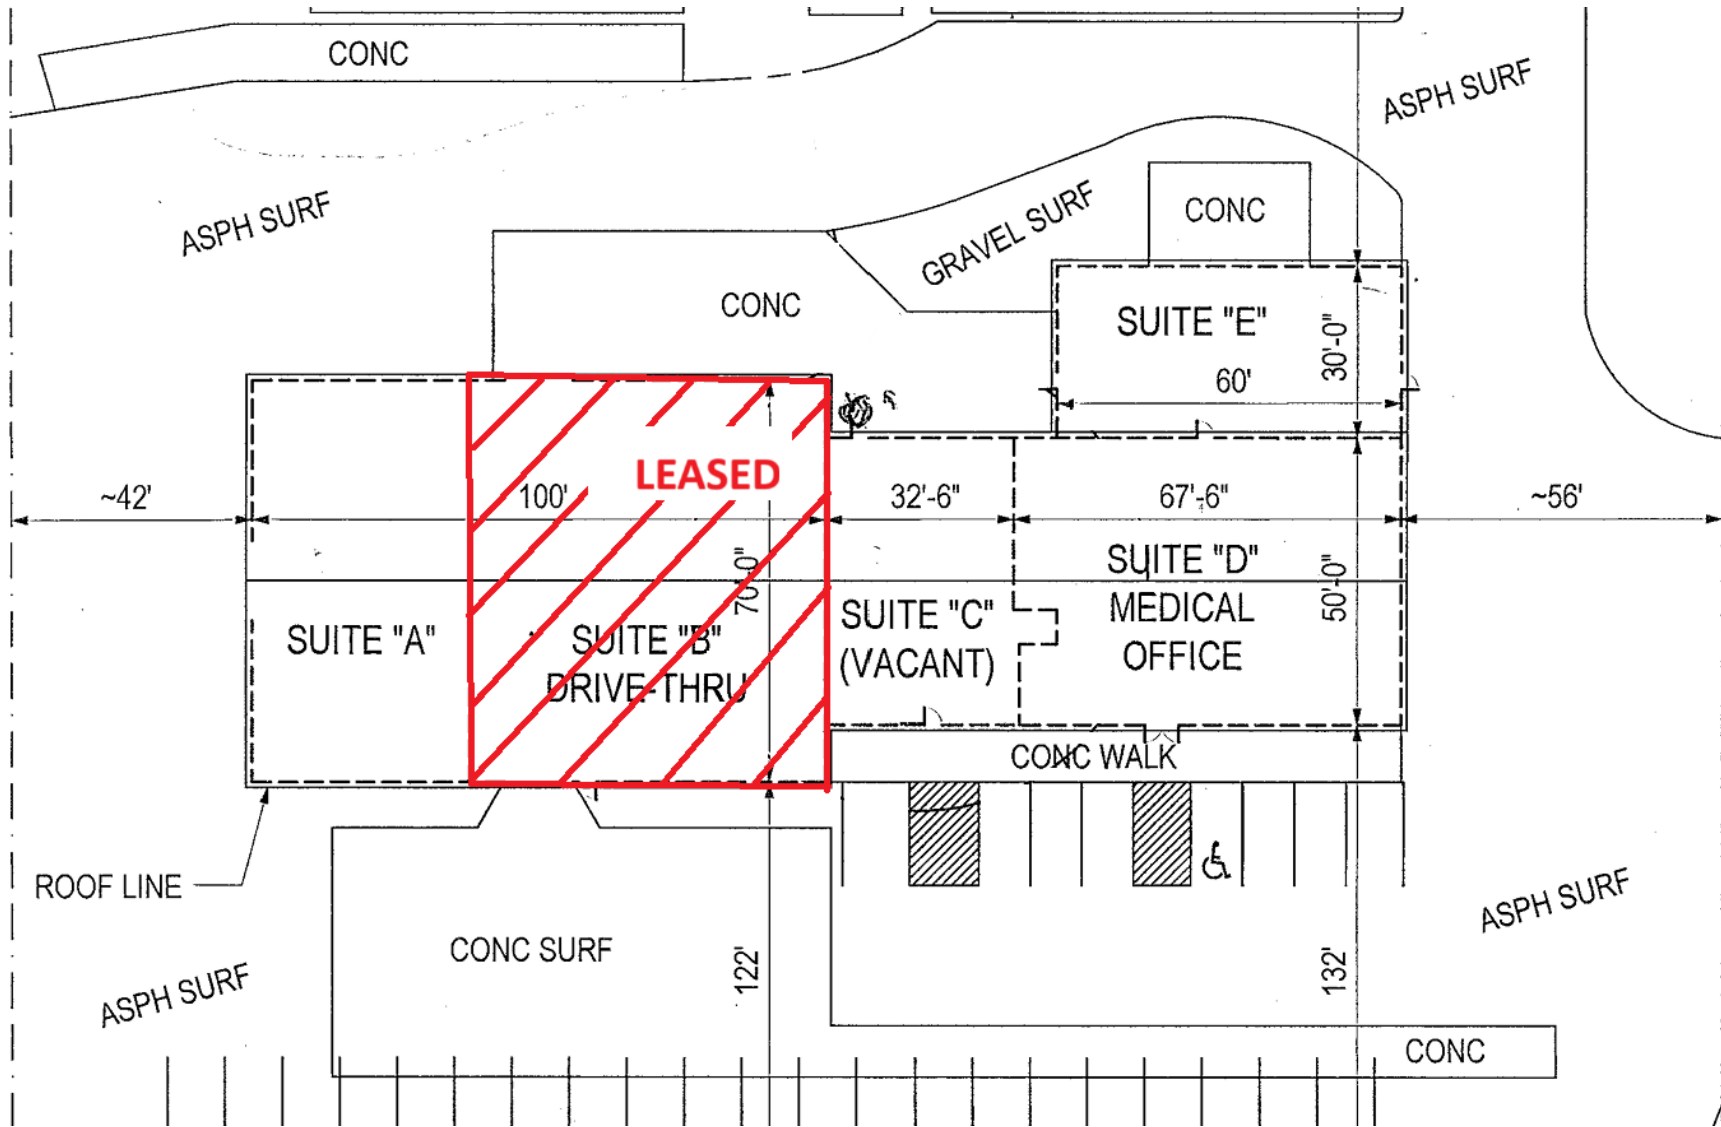 CONC
ASPH SURF
ASPH SURF
GRAVEL SURF
CONC
CONC
SUITE "E"
30'-0"
60'
LEASED
~42'
100'
32'-6"
67'-6"
~56'
70'-0"
SUITE "D"
MEDICAL
OFFICE
50'-0"
SUITE "A"
SUITE "B"
DRIVE-THRU
SUITE "C"
(VACANT)
CONC WALK
ROOF LINE
ASPH SURF
CONC SURF
122'
132'
ASPH SURF
CONC